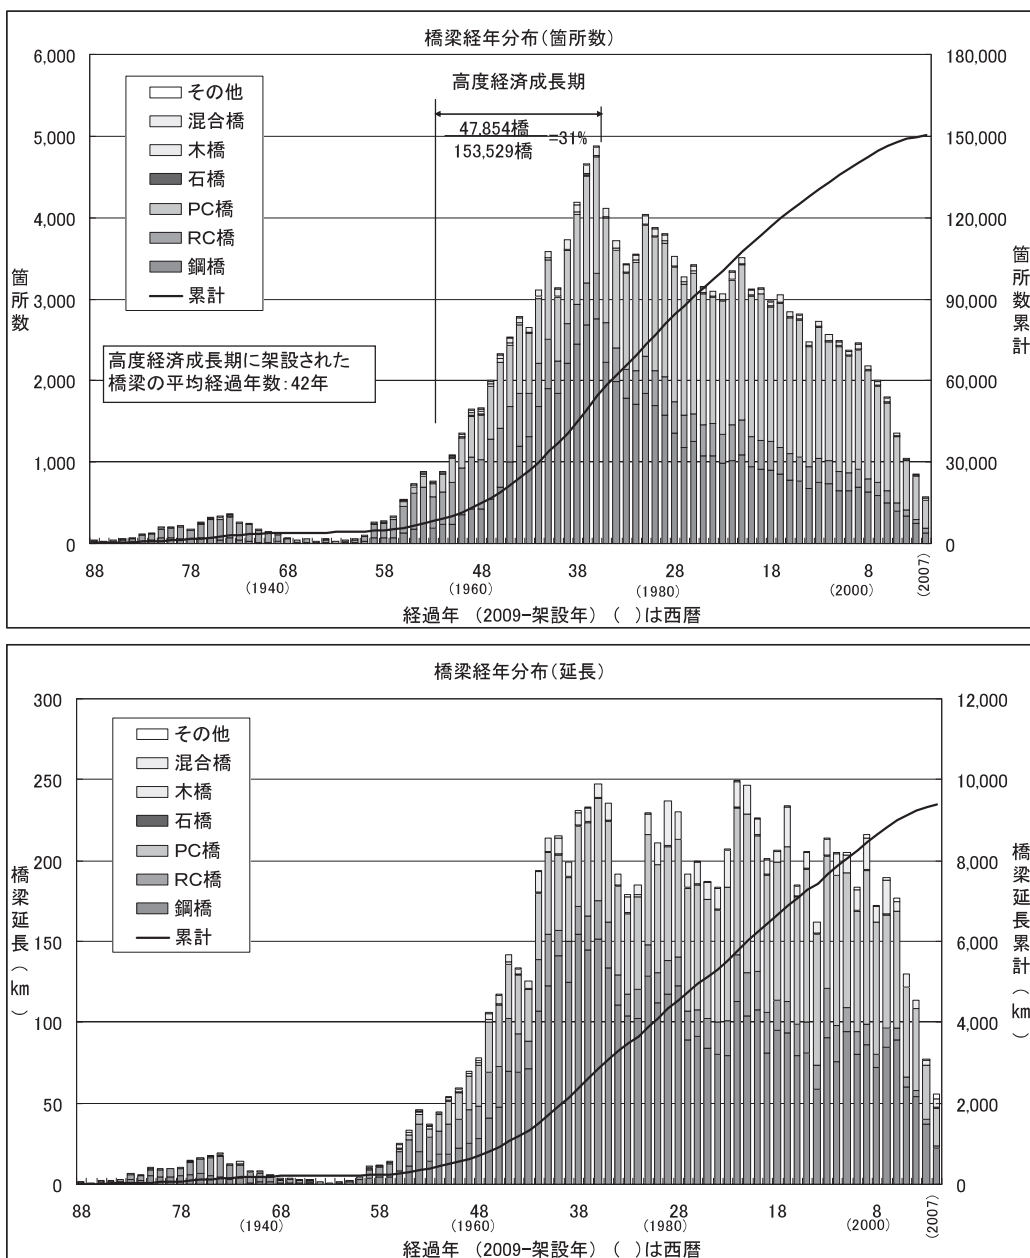 橋梁経年分布(箇所数)
6,000
5,000
4,000
3,000
2,000
1,000
0
180,000
150,000
120,000
90,000
60,000
30,000
0
箇所数
箇所数累計
その他
混合橋
木橋
石橋
PC橋
RC橋
鋼橋
累計
高度経済成長期
47,854橋
153,529橋
=31%
高度経済成長期に架設された
橋梁の平均経過年数:42年
88 78 68 58 48 38 28 18 8
(1940) (1960) (1980) (2000) (2007)
経過年 (2009-架設年) ( )は西暦
橋梁経年分布(延長)
300
250
200
150
100
50
0
12,000
10,000
8,000
6,000
4,000
2,000
0
橋梁延長(km)
橋梁延長累計(km)
その他
混合橋
木橋
石橋
PC橋
RC橋
鋼橋
累計
88 78 68 58 48 38 28 18 8
(1940) (1960) (1980) (2000) (2007)
経過年 (2009-架設年) ( )は西暦